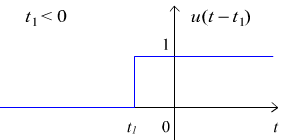 t₁ < 0
u(t − t₁)
1
t₁
0
t